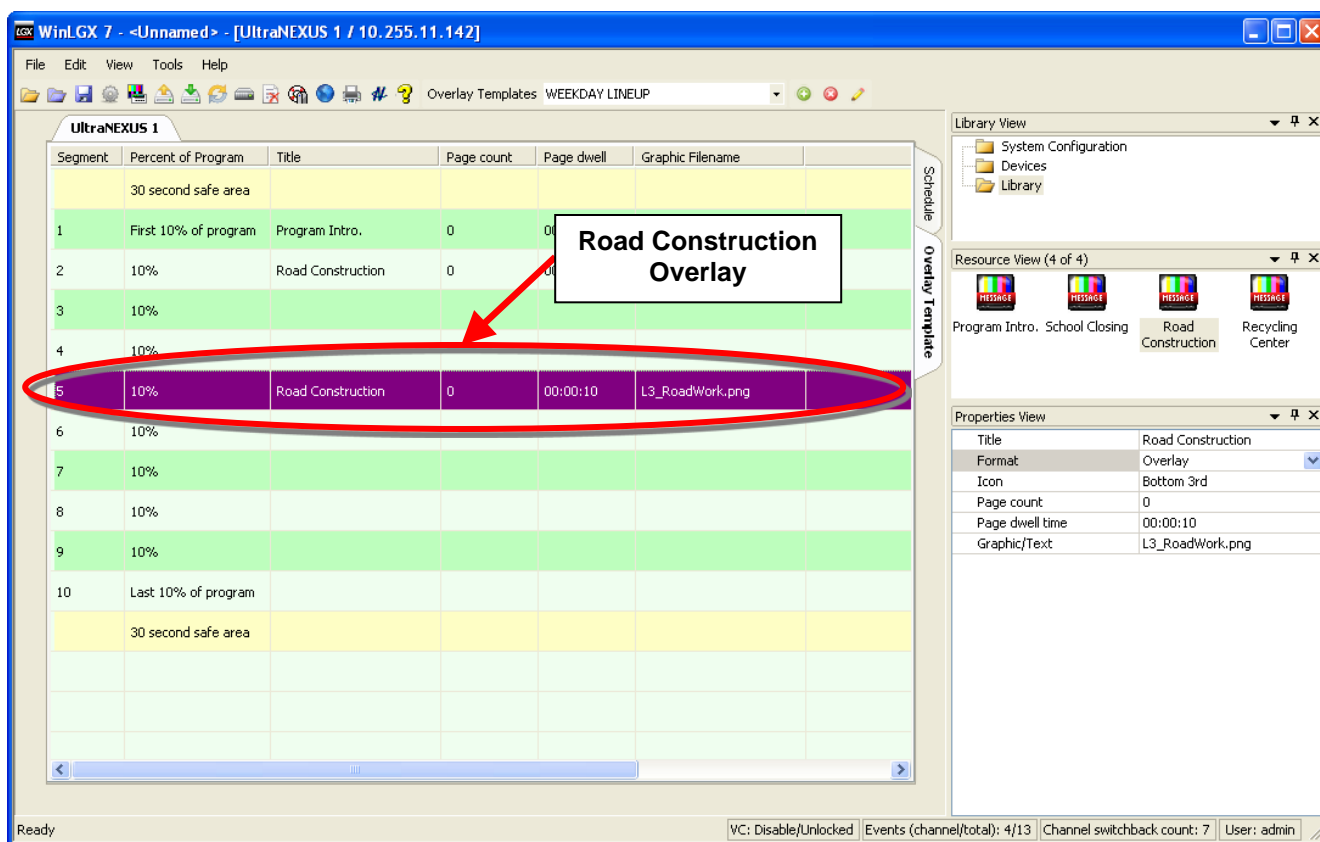 LGX WinLGX 7 - <Unnamed> - [UltraNEXUS 1 / 10.255.11.142]
File Edit View Tools Help
Overlay Templates WEEKDAY LINEUP
UltraNEXUS 1
Segment Percent of Program Title Page count Page dwell Graphic Filename
30 second safe area
1 First 10% of program Program Intro. 0
2 10% Road Construction 0
3 10%
4 10%
5 10% Road Construction 0 00:00:10 L3_RoadWork.png
6 10%
7 10%
8 10%
9 10%
10 Last 10% of program
30 second safe area
Road Construction
Overlay
Schedule
Overlay Template
Library View
System Configuration
Devices
Library
Resource View (4 of 4)
MESSAGE MESSAGE MESSAGE MESSAGE
Program Intro. School Closing Road Recycling
Construction Center
Properties View
Title Road Construction
Format Overlay
Icon Bottom 3rd
Page count 0
Page dwell time 00:00:10
Graphic/Text L3_RoadWork.png
Ready VC: Disable/Unlocked Events (channel/total): 4/13 Channel switchback count: 7 User: admin